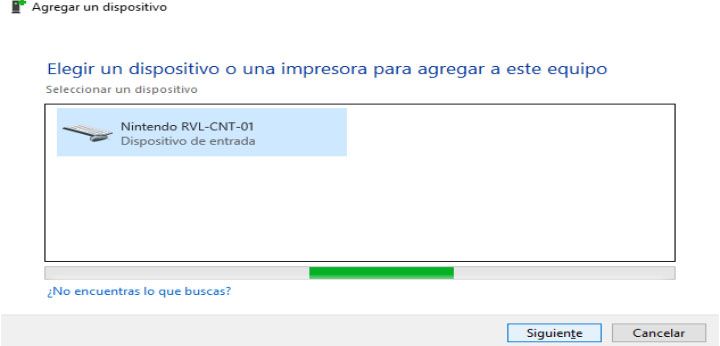 Agregar un dispositivo
Elegir un dispositivo o una impresora para agregar a este equipo
Seleccionar un dispositivo
Nintendo RVL-CNT-01
Dispositivo de entrada
¿No encuentras lo que buscas?
Siguiente Cancelar